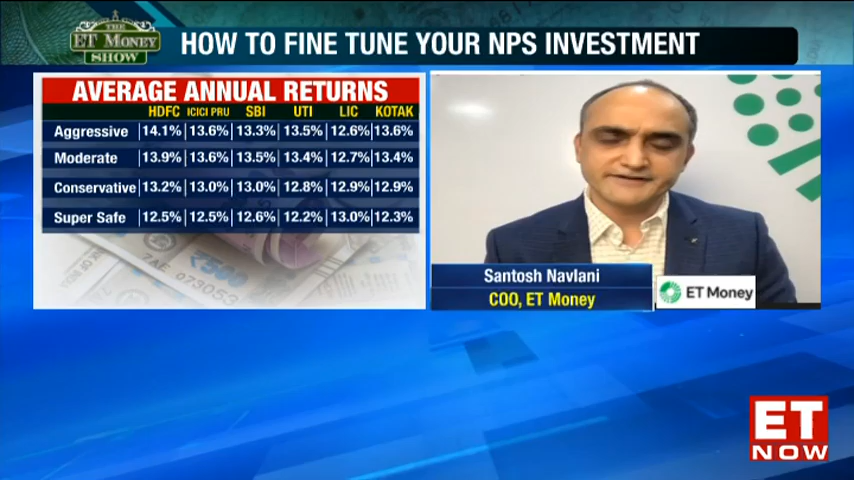 THE
ET MONEY
SHOW
HOW TO FINE TUNE YOUR NPS INVESTMENT
AVERAGE ANNUAL RETURNS
HDFC ICICI PRU SBI UTI LIC KOTAK
Aggressive 14.1% 13.6% 13.3% 13.5% 12.6% 13.6%
Moderate 13.9% 13.6% 13.5% 13.4% 12.7% 13.4%
Conservative 13.2% 13.0% 13.0% 12.8% 12.9% 12.9%
Super Safe 12.5% 12.5% 12.6% 12.2% 13.0% 12.3%
₹500
7AE 073053
Santosh Navlani
COO, ET Money
ET Money
ET
NOW